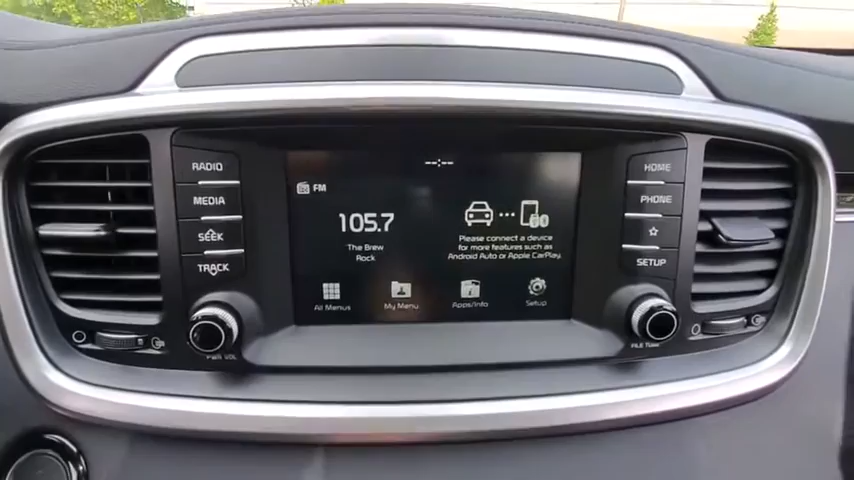 RADIO
MEDIA
SEEK
TRACK
PWR VOL
--:--
FM
105.7
The Brew
Rock
Please connect a device
for more features such as
Android Auto or Apple CarPlay.
All Menus
My Menu
Apps/Info
Setup
HOME
PHONE
SETUP
FILE TUNE